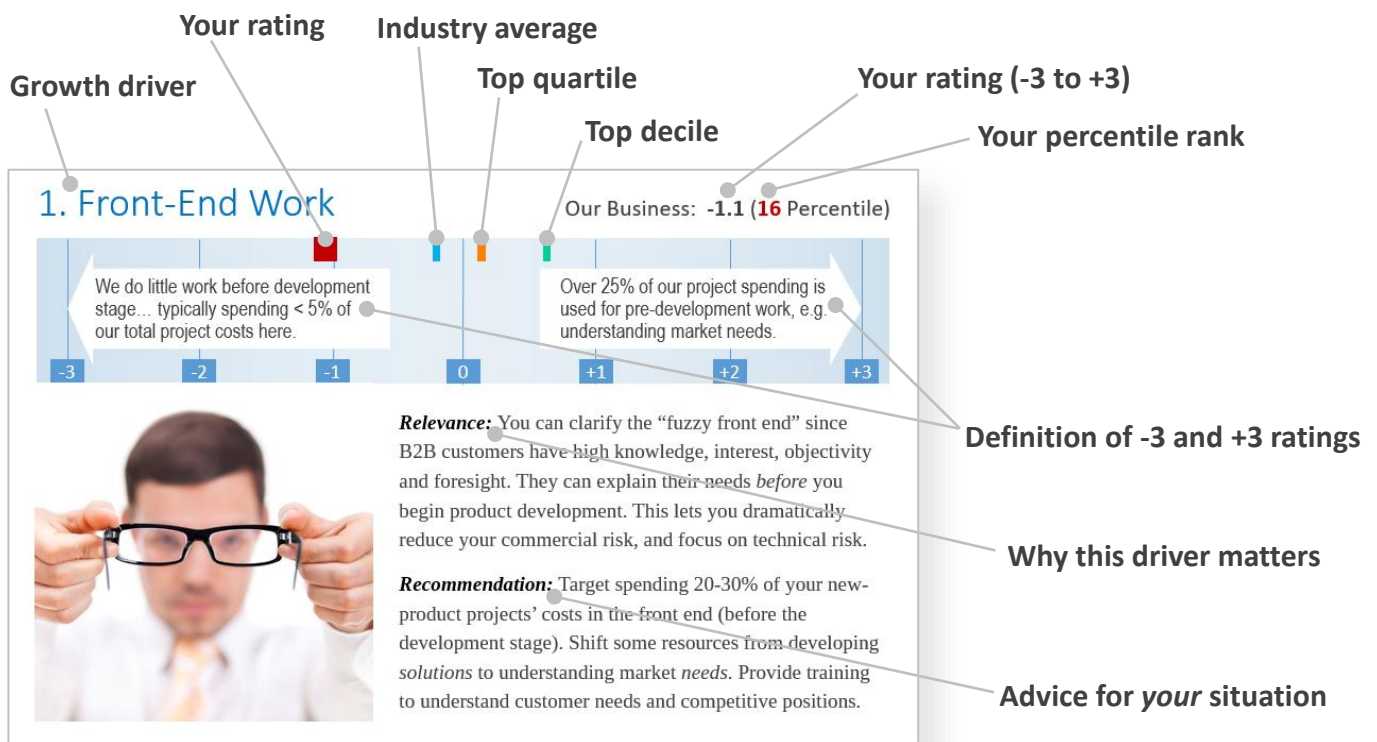 Your rating
Industry average
Growth driver
Top quartile
Your rating (-3 to +3)
Top decile
Your percentile rank
1. Front-End Work
Our Business: -1.1 (16 Percentile)
We do little work before development
stage… typically spending < 5% of
our total project costs here.
Over 25% of our project spending is
used for pre-development work, e.g.
understanding market needs.
-3
-2
-1
0
+1
+2
+3
Definition of -3 and +3 ratings
Relevance: You can clarify the “fuzzy front end” since
B2B customers have high knowledge, interest, objectivity
and foresight. They can explain their needs before you
begin product development. This lets you dramatically
reduce your commercial risk, and focus on technical risk.
Why this driver matters
Recommendation: Target spending 20-30% of your new-
product projects’ costs in the front end (before the
development stage). Shift some resources from developing
solutions to understanding market needs. Provide training
to understand customer needs and competitive positions.
Advice for your situation